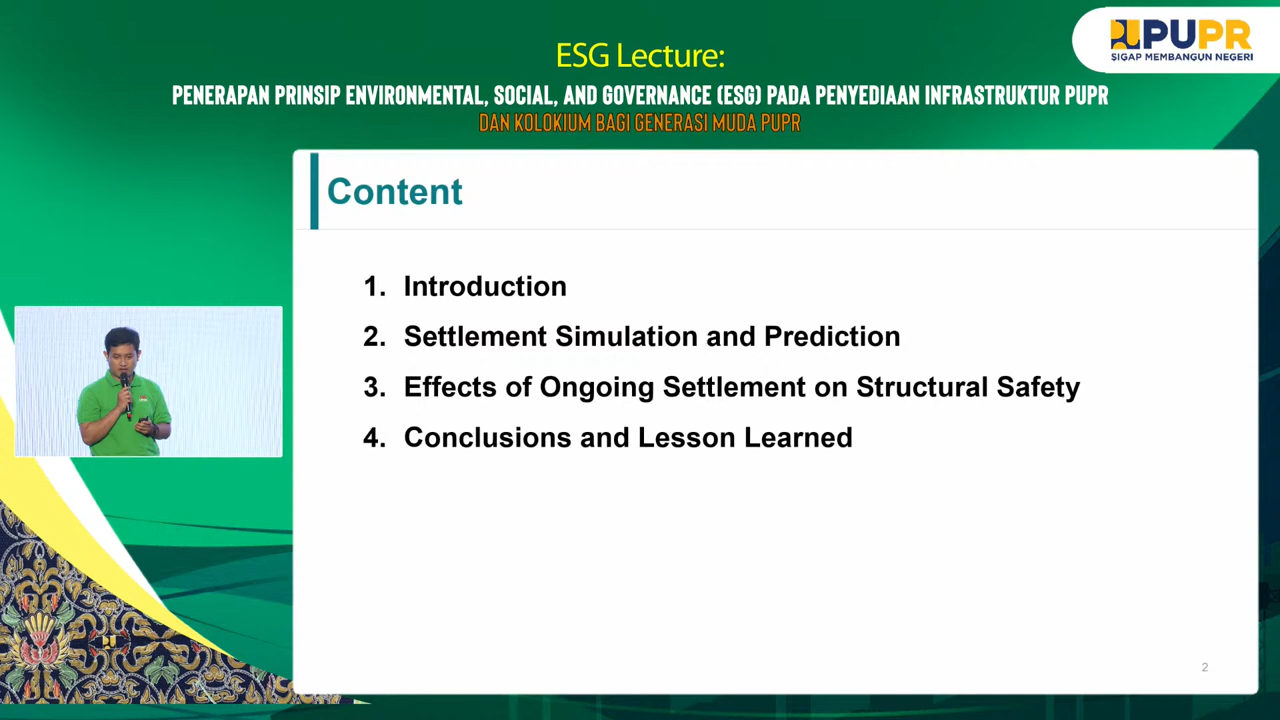 PUPR
SIGAP MEMBANGUN NEGERI
ESG Lecture:
PENERAPAN PRINSIP ENVIRONMENTAL, SOCIAL, AND GOVERNANCE (ESG) PADA PENYEDIAAN INFRASTRUKTUR PUPR
DAN KOLOKIUM BAGI GENERASI MUDA PUPR
Content
1. Introduction
2. Settlement Simulation and Prediction
3. Effects of Ongoing Settlement on Structural Safety
4. Conclusions and Lesson Learned
2